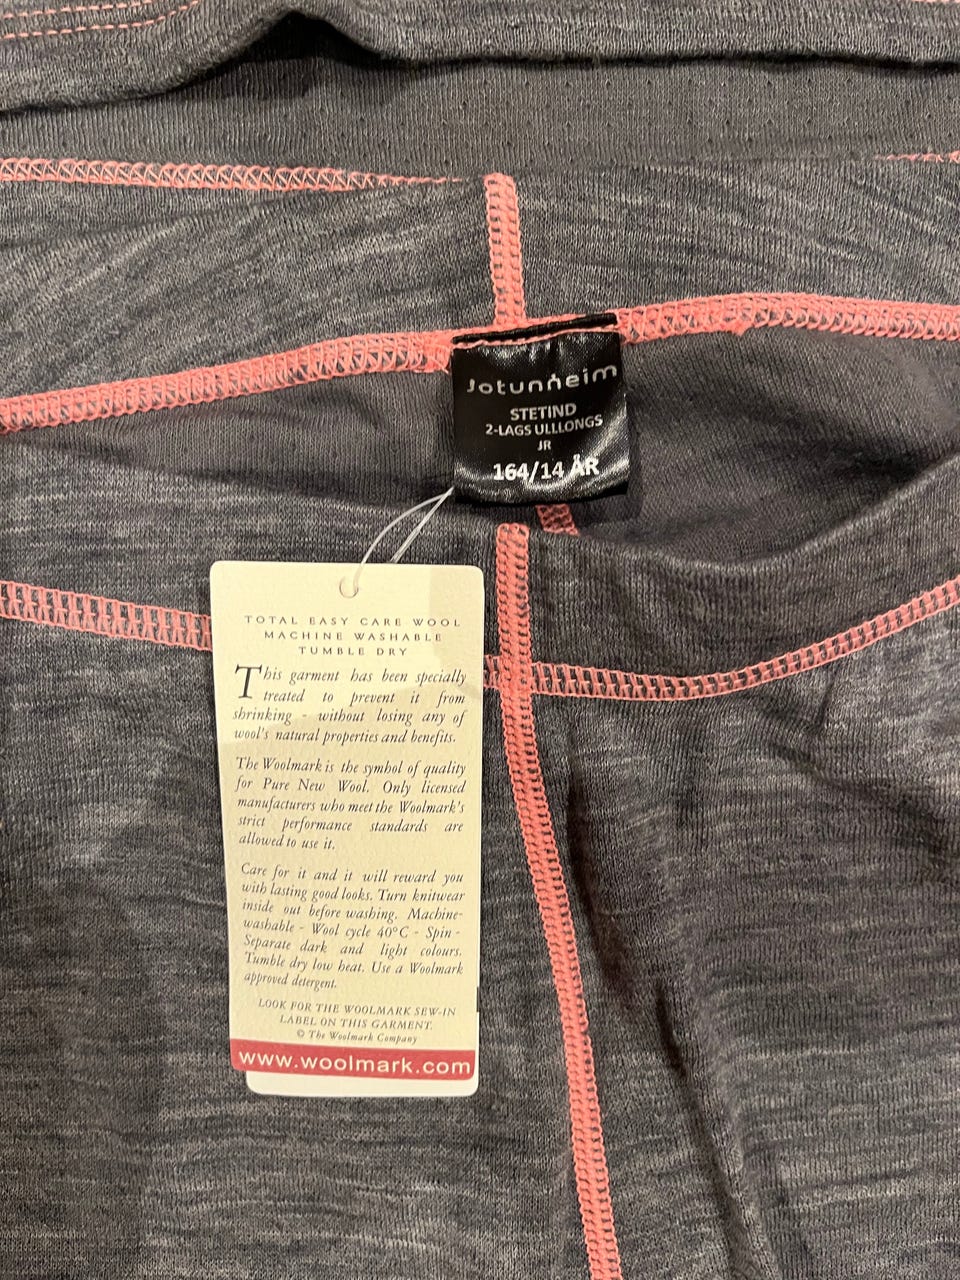 Jotunheim
STETIND
2-LAGS ULLLONGS
JR
164/14 ÅR
TOTAL EASY CARE WOOL
MACHINE WASHABLE
TUMBLE DRY
This garment has been specially
treated to prevent it from
shrinking - without losing any of
wool's natural properties and benefits.
The Woolmark is the symbol of quality
for Pure New Wool. Only licensed
manufacturers who meet the Woolmark's
strict performance standards are
allowed to use it.
Care for it and it will reward you
with lasting good looks. Turn knitwear
inside out before washing. Machine-
washable - Wool cycle 40°C - Spin -
Separate dark and light colours.
Tumble dry low heat. Use a Woolmark
approved detergent.
LOOK FOR THE WOOLMARK SEW-IN
LABEL ON THIS GARMENT.
© The Woolmark Company
www.woolmark.com